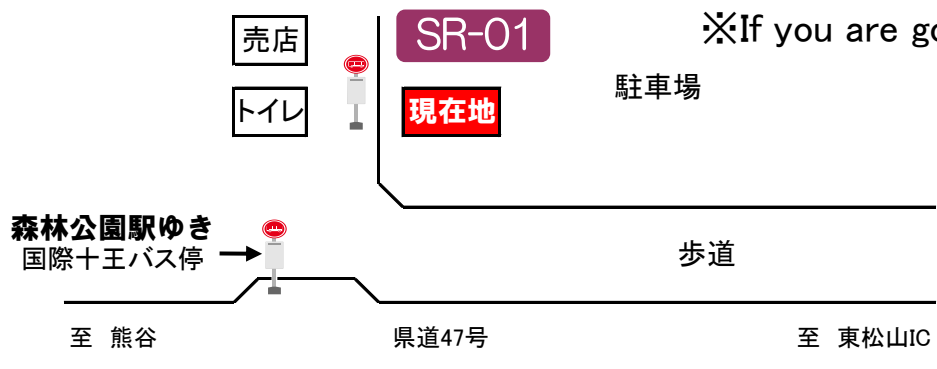 売店
SR-01
※If you are go
駐車場
トイレ
現在地
森林公園駅ゆき
国際十王バス停
歩道
至 熊谷
県道47号
至 東松山IC